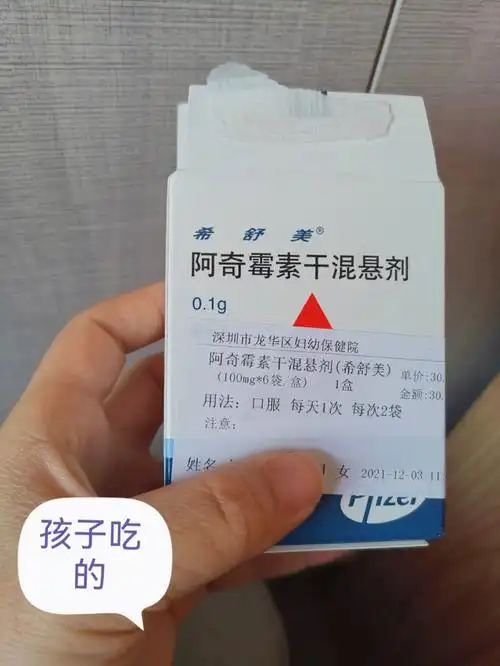 希舒美®
阿奇霉素干混悬剂
0.1g
深圳市龙华区妇幼保健院
阿奇霉素干混悬剂(希舒美) 单价:30.
(100mg*6袋/盒) 1盒 金额:30.
用法: 口服 每天1次 每次2袋
注意:
姓名 女 2021-12-03 11
Pfizer
孩子吃
的